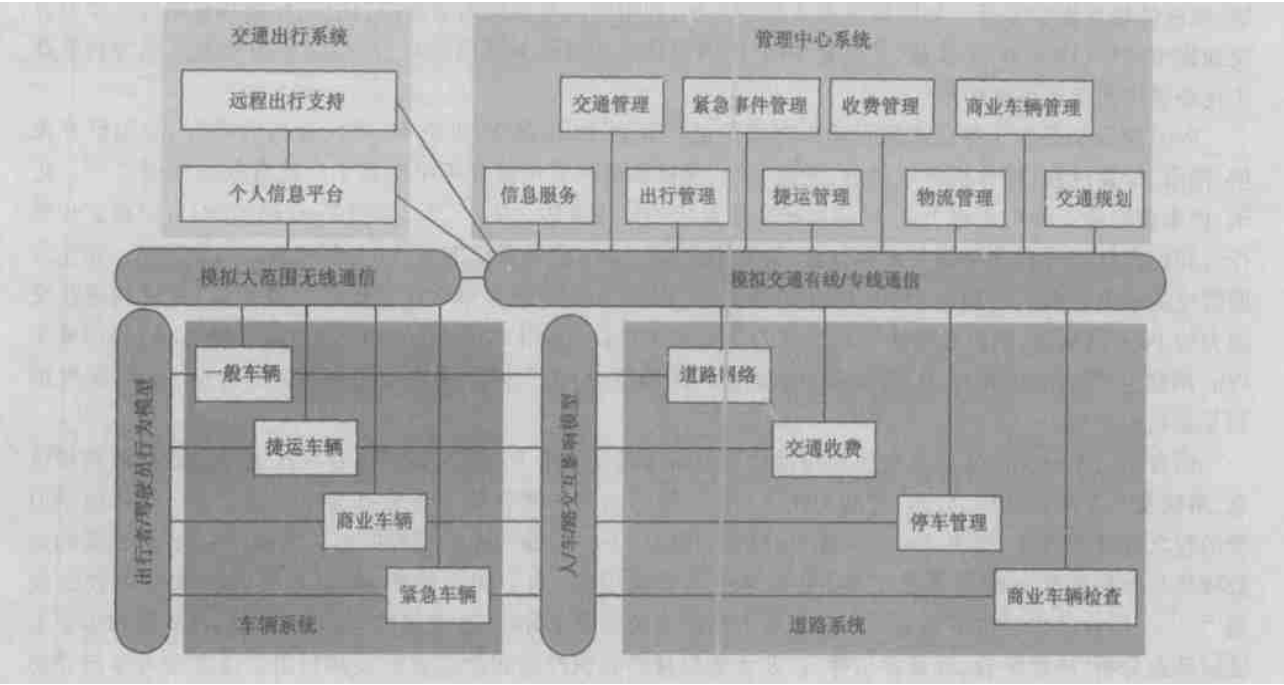 交通出行系统
管理中心系统
远程出行支持
交通管理
紧急事件管理
收费管理
商业车辆管理
个人信息平台
信息服务
出行管理
捷运管理
物流管理
交通规划
模拟大范围无线通信
模拟交通有线/专线通信
出行者/驾驶员行为模型
一般车辆
捷运车辆
商业车辆
紧急车辆
车辆系统
人/车路交互影响模型
道路网络
交通收费
停车管理
商业车辆检查
道路系统